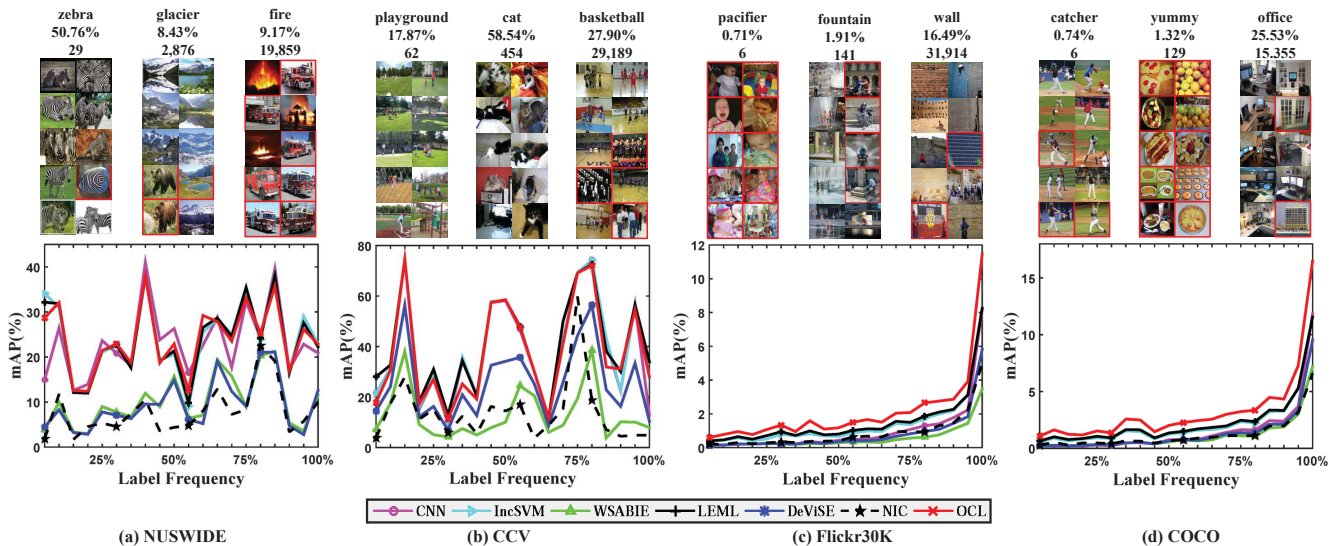 zebra glacier fire
50.76% 8.43% 9.17%
29 2,876 19,859
mAP(%)
40
30
20
10
0
25% 50% 75% 100%
Label Frequency
(a) NUSWIDE
playground cat basketball
17.87% 58.54% 27.90%
62 454 29,189
mAP(%)
80
60
40
20
0
25% 50% 75% 100%
Label Frequency
(b) CCV
pacifier fountain wall
0.71% 1.91% 16.49%
6 141 31,914
mAP(%)
12
10
8
6
4
2
0
25% 50% 75% 100%
Label Frequency
(c) Flickr30K
catcher yummy office
0.74% 1.32% 25.53%
6 129 15.355
mAP(%)
15
10
5
0
25% 50% 75% 100%
Label Frequency
(d) COCO
CNN IncSVM WSABIE LEML DeViSE NIC OCL